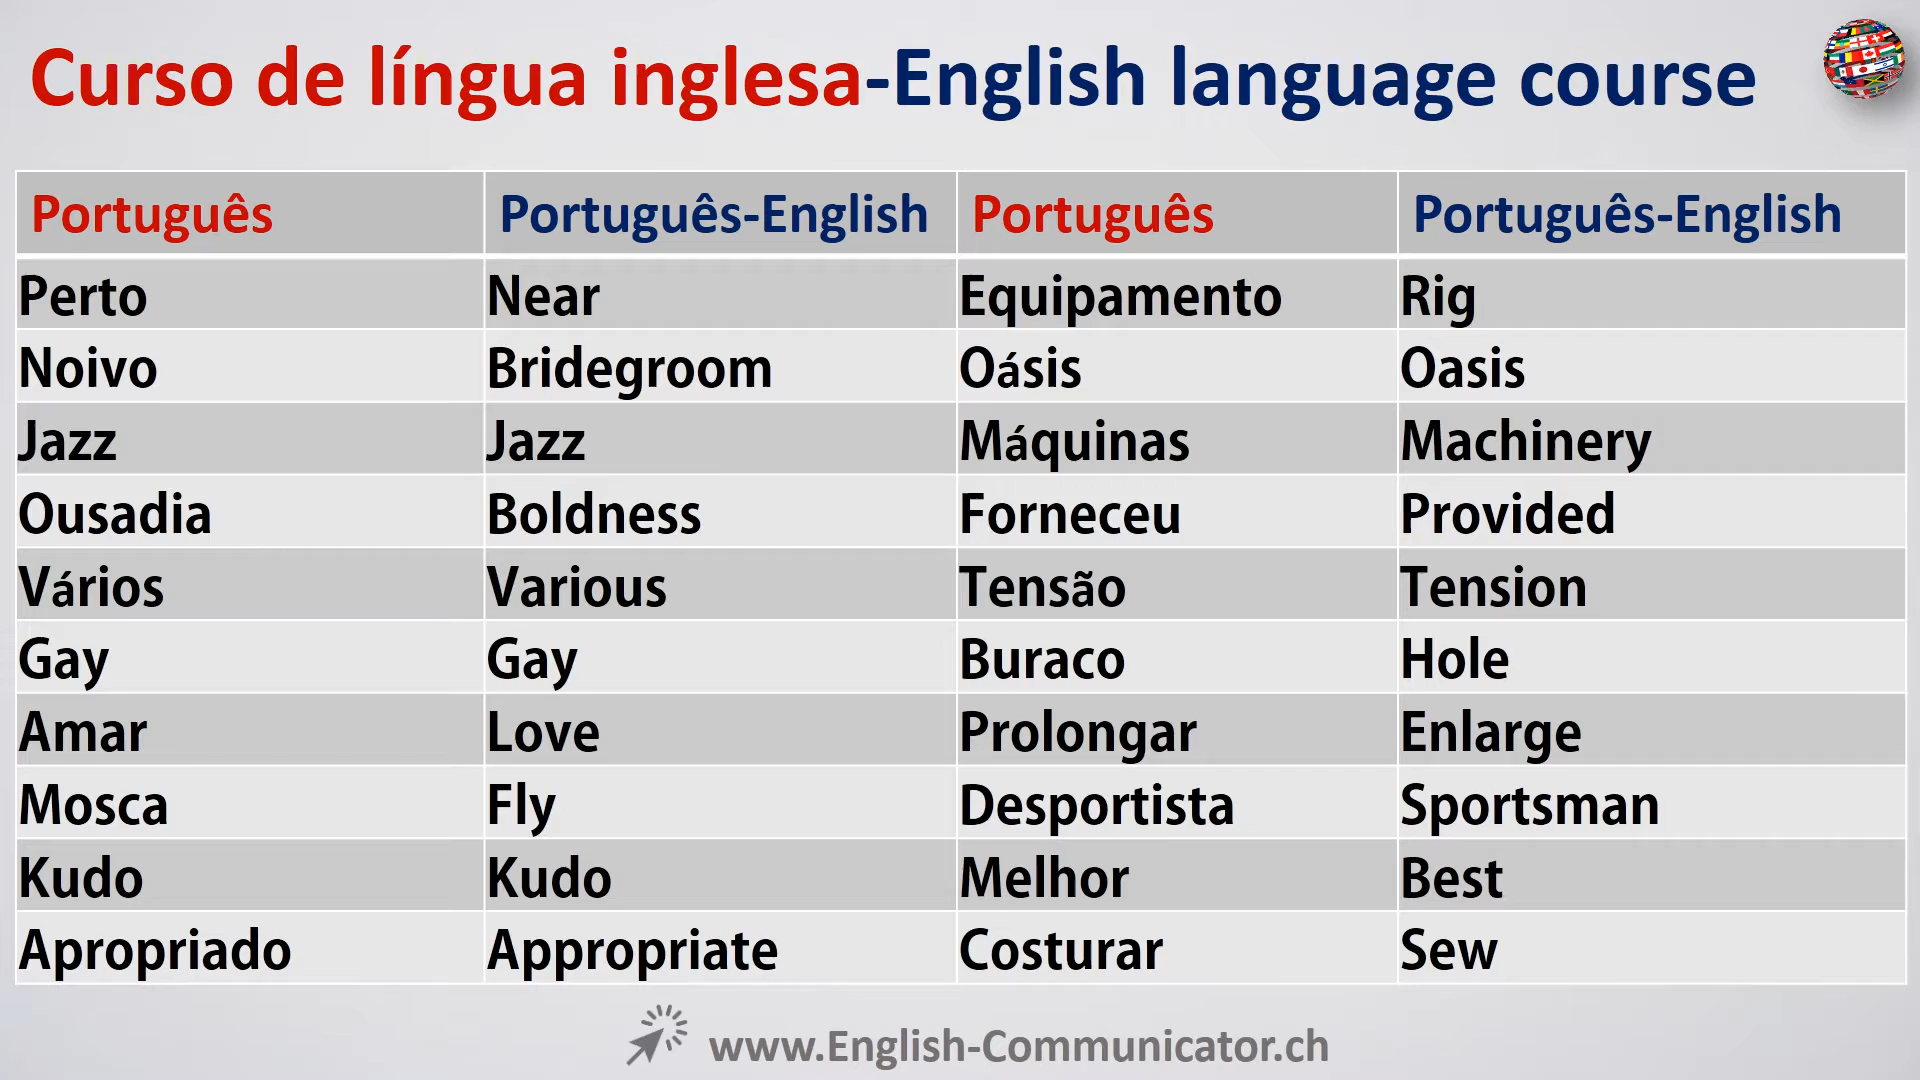 Curso de língua inglesa-English language course
Português Português-English Português Português-English
Perto Near Equipamento Rig
Noivo Bridegroom Oásis Oasis
Jazz Jazz Máquinas Machinery
Ousadia Boldness Forneceu Provided
Vários Various Tensão Tension
Gay Gay Buraco Hole
Amar Love Prolongar Enlarge
Mosca Fly Desportista Sportsman
Kudo Kudo Melhor Best
Apropriado Appropriate Costurar Sew
www.English-Communicator.ch